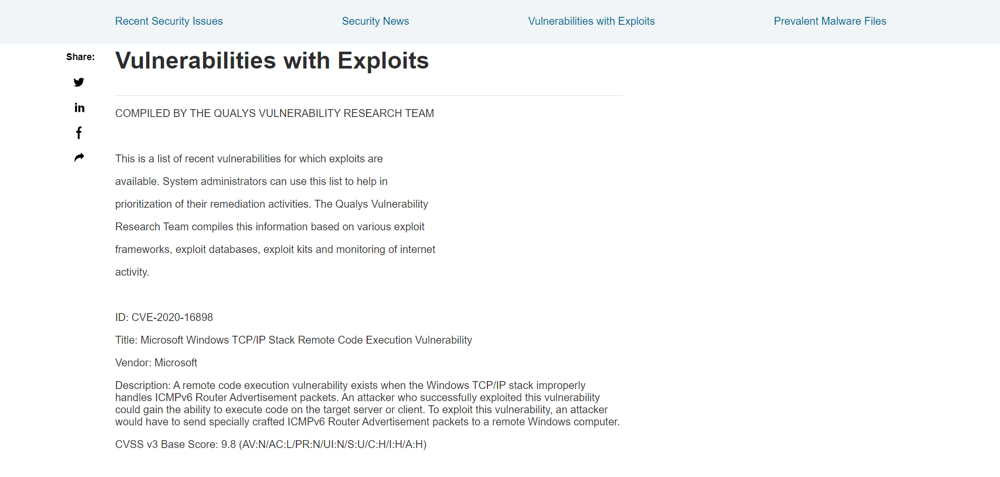 Recent Security Issues
Security News
Vulnerabilities with Exploits
Prevalent Malware Files
Share:
Vulnerabilities with Exploits
COMPILED BY THE QUALYS VULNERABILITY RESEARCH TEAM
This is a list of recent vulnerabilities for which exploits are
available. System administrators can use this list to help in
prioritization of their remediation activities. The Qualys Vulnerability
Research Team compiles this information based on various exploit
frameworks, exploit databases, exploit kits and monitoring of internet
activity.
ID: CVE-2020-16898
Title: Microsoft Windows TCP/IP Stack Remote Code Execution Vulnerability
Vendor: Microsoft
Description: A remote code execution vulnerability exists when the Windows TCP/IP stack improperly
handles ICMPv6 Router Advertisement packets. An attacker who successfully exploited this vulnerability
could gain the ability to execute code on the target server or client. To exploit this vulnerability, an attacker
would have to send specially crafted ICMPv6 Router Advertisement packets to a remote Windows computer.
CVSS v3 Base Score: 9.8 (AV:N/AC:L/PR:N/UI:N/S:U/C:H/I:H/A:H)